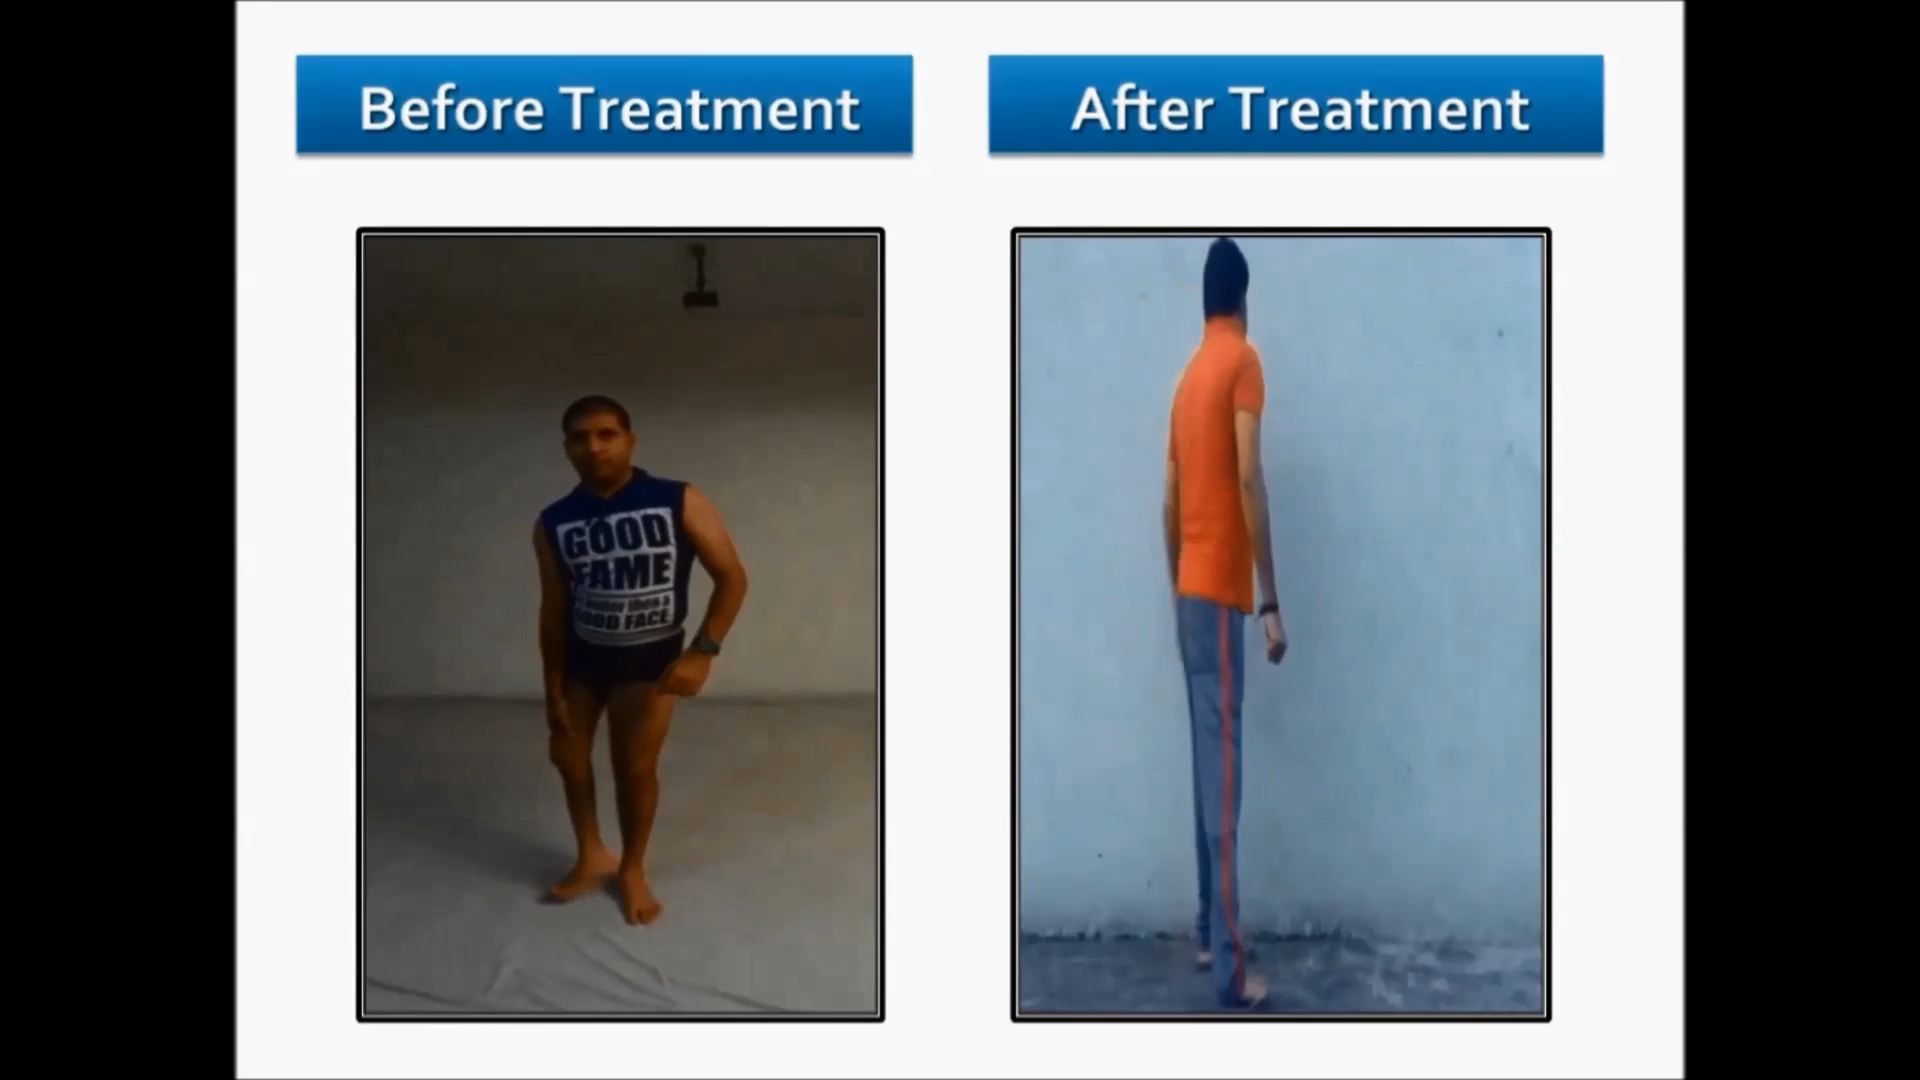 Before Treatment
After Treatment
GOOD
FAME
GOOD FACE